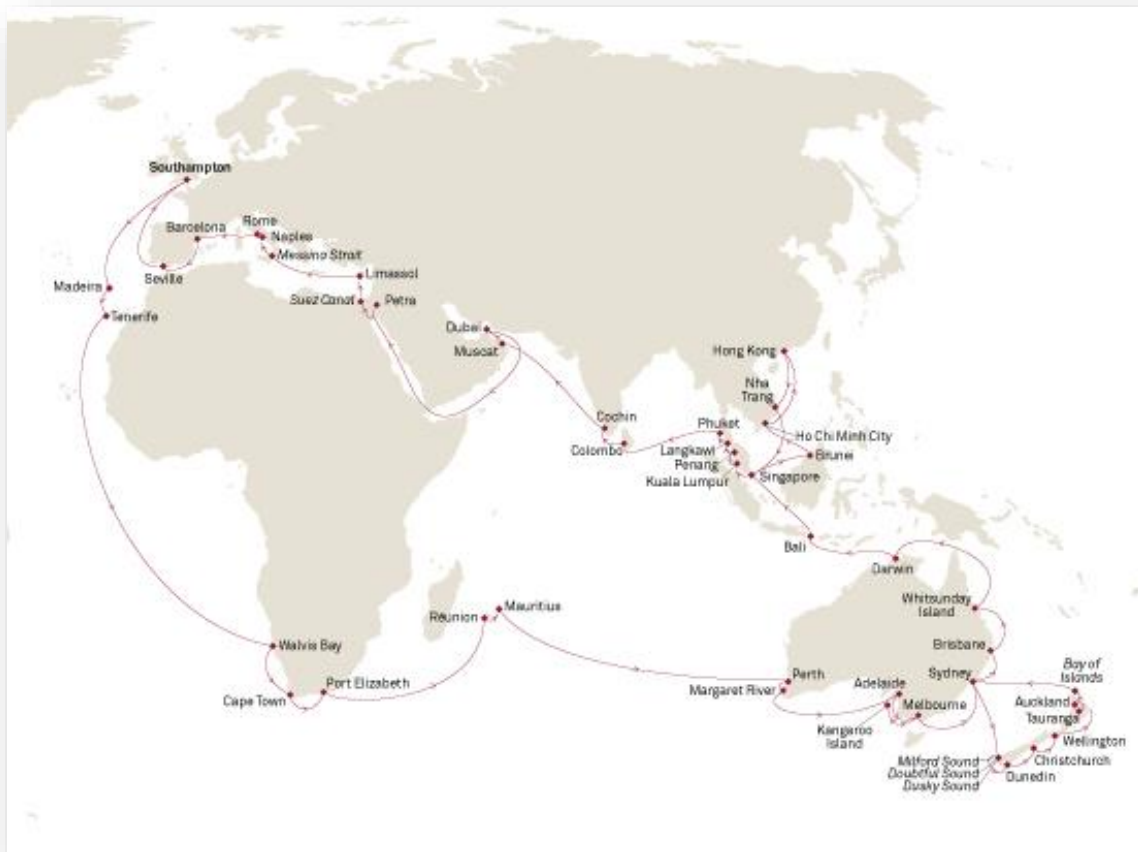 Southampton
Barcelona
Rome
Naples
Messina Strait
Seville
Madeira
Tenerife
Limassol
Suez Canal
Petra
Dubai
Muscat
Hong Kong
Nha
Trang
Cochin
Phuket
Ho Chi Minh City
Colombo
Langkawi
Penang
Brunei
Kuala Lumpur
Singapore
Bali
Darwin
Whitsunday
Island
Mauritius
Réunion
Walvis Bay
Brisbane
Port Elizabeth
Cape Town
Perth
Margaret River
Adelaide
Sydney
Bay of
Islands
Kangaroo
Island
Melbourne
Auckland
Tauranga
Wellington
Christchurch
Milford Sound
Doubtful Sound
Dusky Sound
Dunedin